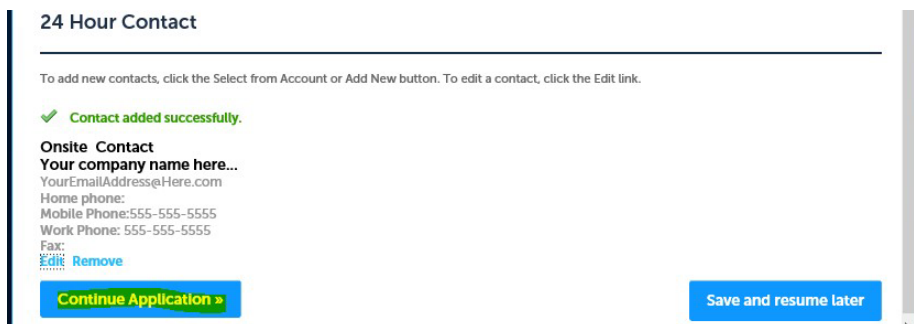 24 Hour Contact
To add new contacts, click the Select from Account or Add New button. To edit a contact, click the Edit link.
Contact added successfully.
Onsite Contact
Your company name here...
YourEmailAddress@Here.com
Home phone:
Mobile Phone:555-555-5555
Work Phone: 555-555-5555
Fax:
Edit Remove
Continue Application » Save and resume later